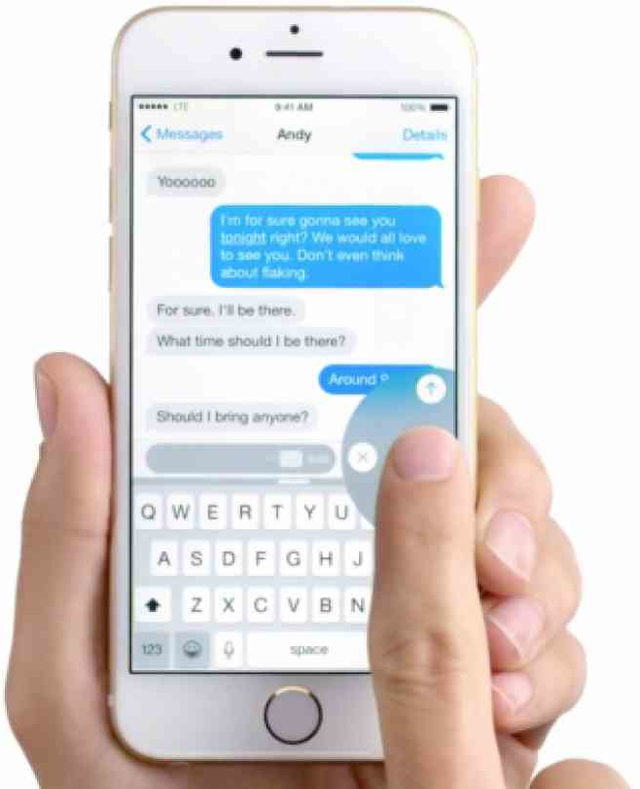 LTE 9:41 AM 100%
Messages Andy Details
Yoooooo
I'm for sure gonna see you
tonight right? We would all love
to see you. Don't even think
about flaking.
For sure. I'll be there.
What time should I be there?
Around
Should I bring anyone?
Q W E R T Y U
A S D F G H J
Z X C V B N
123 space